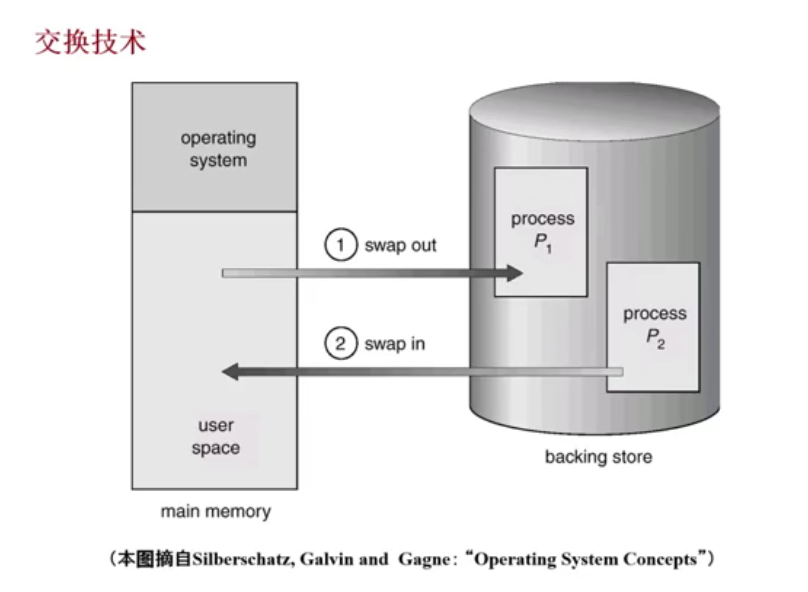 交换技术
operating
system
① swap out
② swap in
user
space
main memory
process
P1
process
P2
backing store
（本图摘自Silberschatz, Galvin and Gagne：“Operating System Concepts”）